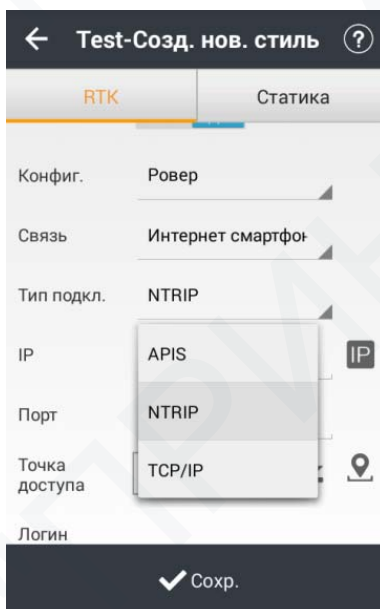 Test-Созд. нов. стиль ?
RTK Статика
Конфиг. Ровер
Связь Интернет смартфон
Тип подкл. NTRIP
IP APIS IP
Порт NTRIP
Точка TCP/IP
доступа
Логин
Сохр.